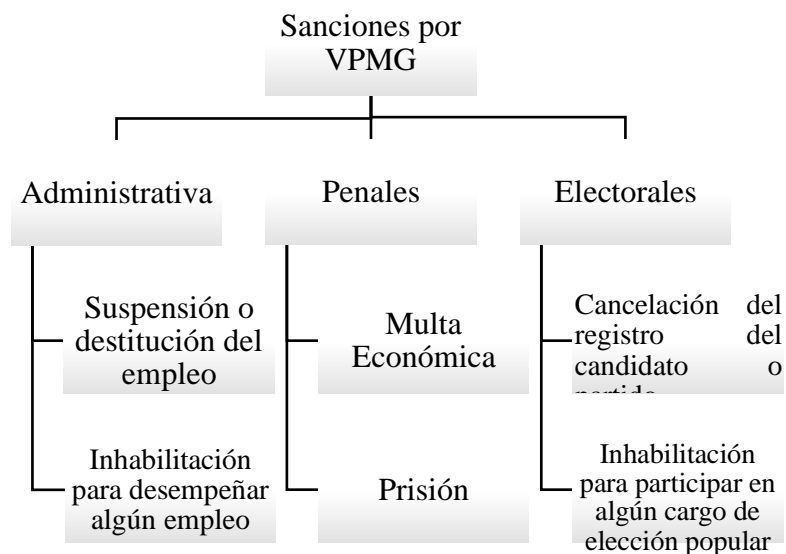 Sanciones por
VPMG
Administrativa
Penales
Electorales
Suspensión o
destitución del
empleo
Multa
Económica
Cancelación del
registro del
candidato o
partido
Inhabilitación
para desempeñar
algún empleo
Prisión
Inhabilitación
para participar en
algún cargo de
elección popular